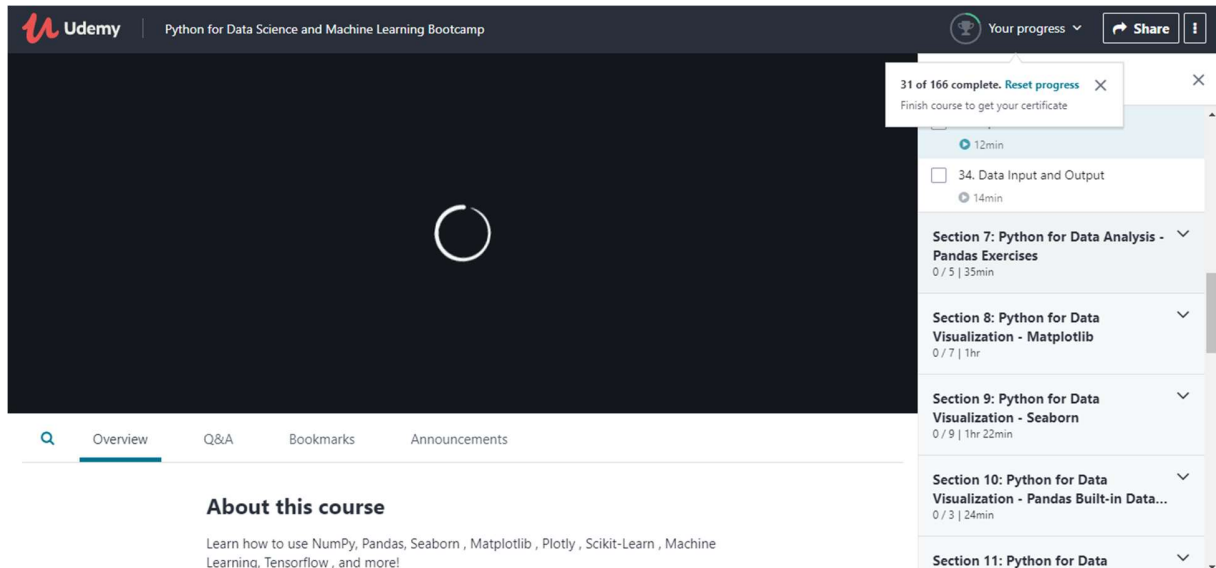 Udemy
Python for Data Science and Machine Learning Bootcamp
Your progress
Share
31 of 166 complete. Reset progress
Finish course to get your certificate
12min
34. Data Input and Output
14min
Section 7: Python for Data Analysis -
Pandas Exercises
0 / 5 | 35min
Section 8: Python for Data
Visualization - Matplotlib
0 / 7 | 1hr
Section 9: Python for Data
Visualization - Seaborn
0 / 9 | 1hr 22min
Section 10: Python for Data
Visualization - Pandas Built-in Data...
0 / 3 | 24min
Section 11: Python for Data
Overview
Q&A
Bookmarks
Announcements
About this course
Learn how to use NumPy, Pandas, Seaborn , Matplotlib , Plotly , Scikit-Learn , Machine
Learning, Tensorflow , and more!